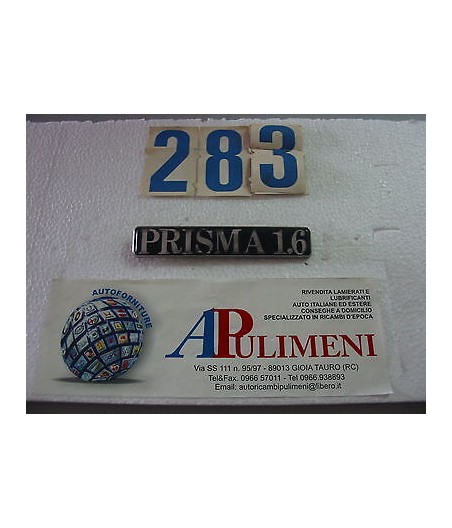 283
PRISMA 1.6
AUTOFORNITURE
RIVENDITA LAMIERATI E
LUBRIFICANTI
AUTO ITALIANE ED ESTERE
CONSEGHE A DOMICILIO
SPECIALIZZATO IN RICAMBI D'EPOCA
APULIMENI
Via SS 111 n. 95/97 - 89013 GIOIA TAURO (RC)
Tel&Fax. 0966 57011 - Tel 0966 938893
Email: autoricambipulimeni@libero.it